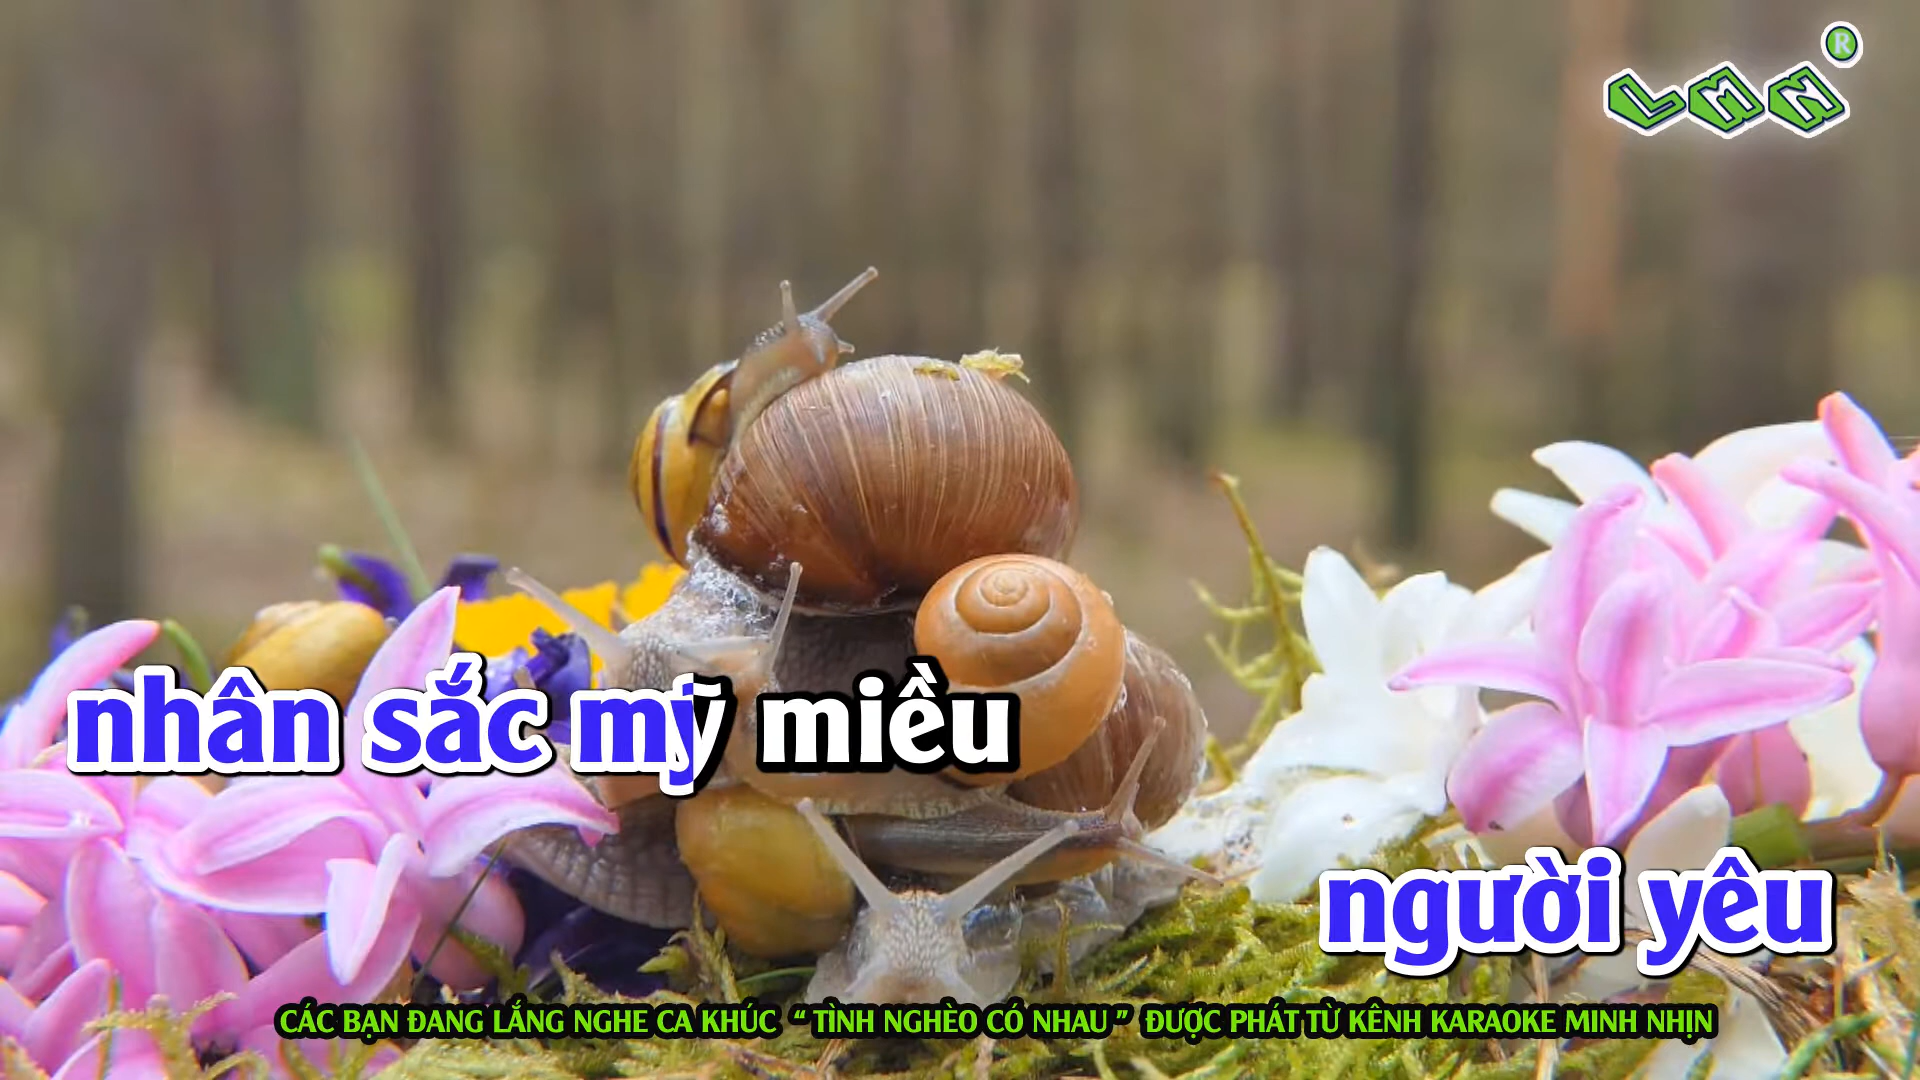 LMN®
nhân sắc mỹ miều
người yêu
CÁC BẠN ĐANG LẮNG NGHE CA KHÚC “ TÌNH NGHÈO CÓ NHAU ” ĐƯỢC PHÁT TỪ KÊNH KARAOKE MINH NHỊN